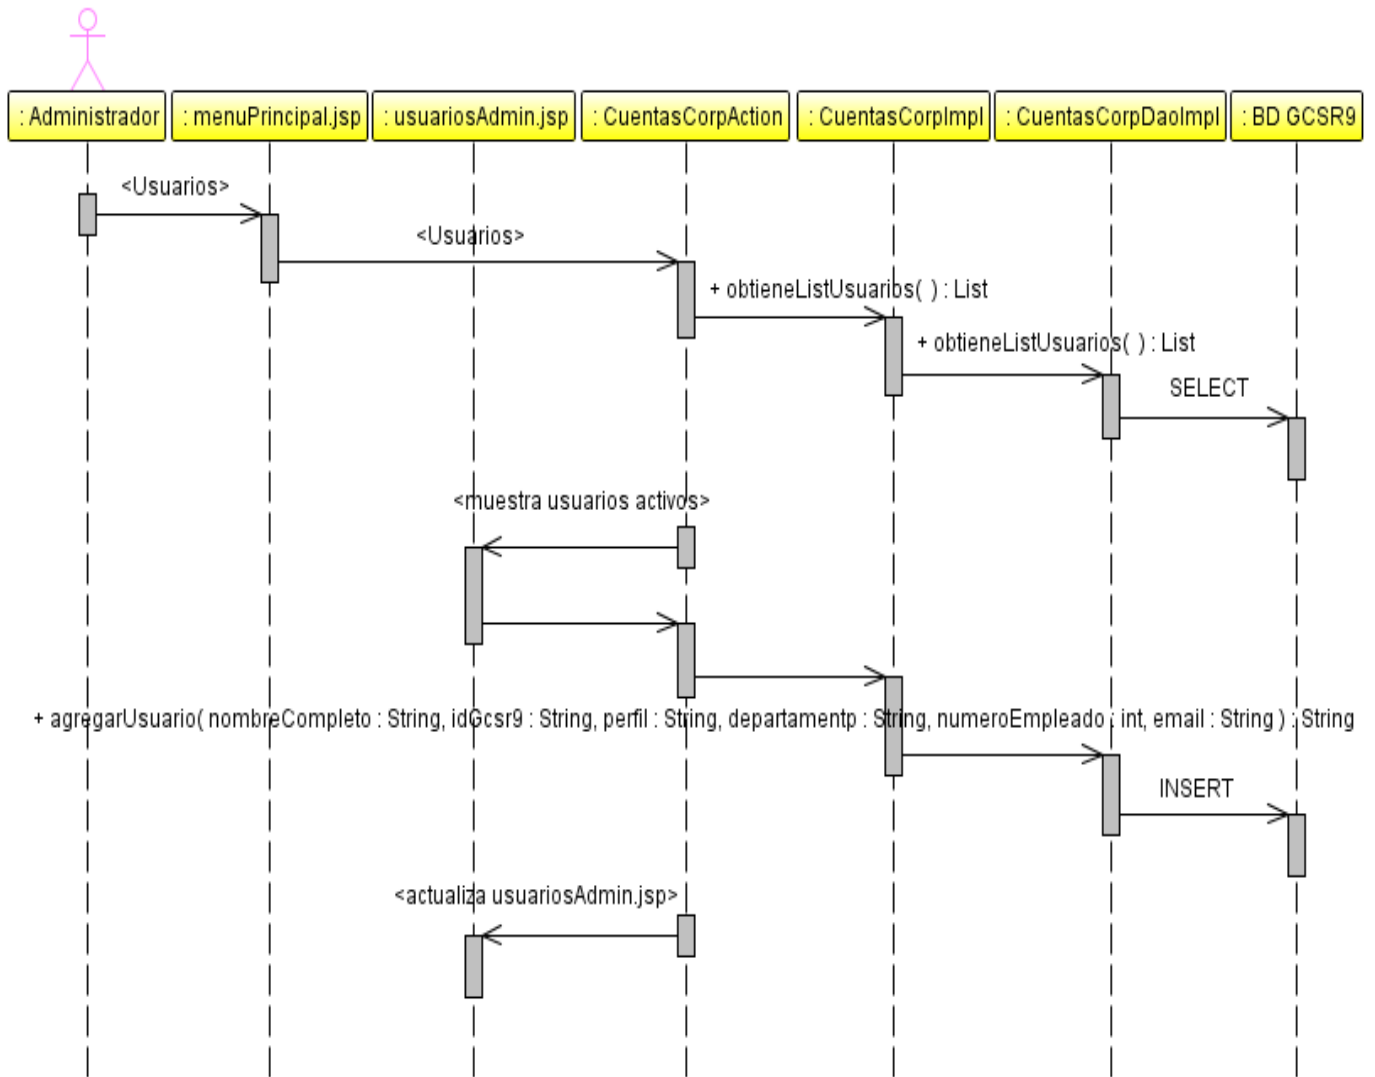 : Administrador
: menuPrincipal.jsp
: usuariosAdmin.jsp
: CuentasCorpAction
: CuentasCorpImpl
: CuentasCorpDaoImpl
: BD GCSR9
<Usuarios>
<Usuarios>
+ obtieneListUsuarios( ) : List
+ obtieneListUsuarios( ) : List
SELECT
<muestra usuarios activos>
+ agregarUsuario( nombreCompleto : String, idGcsr9 : String, perfil : String, departamentp : String, numeroEmpleado : int, email : String ) : String
INSERT
<actualiza usuariosAdmin.jsp>